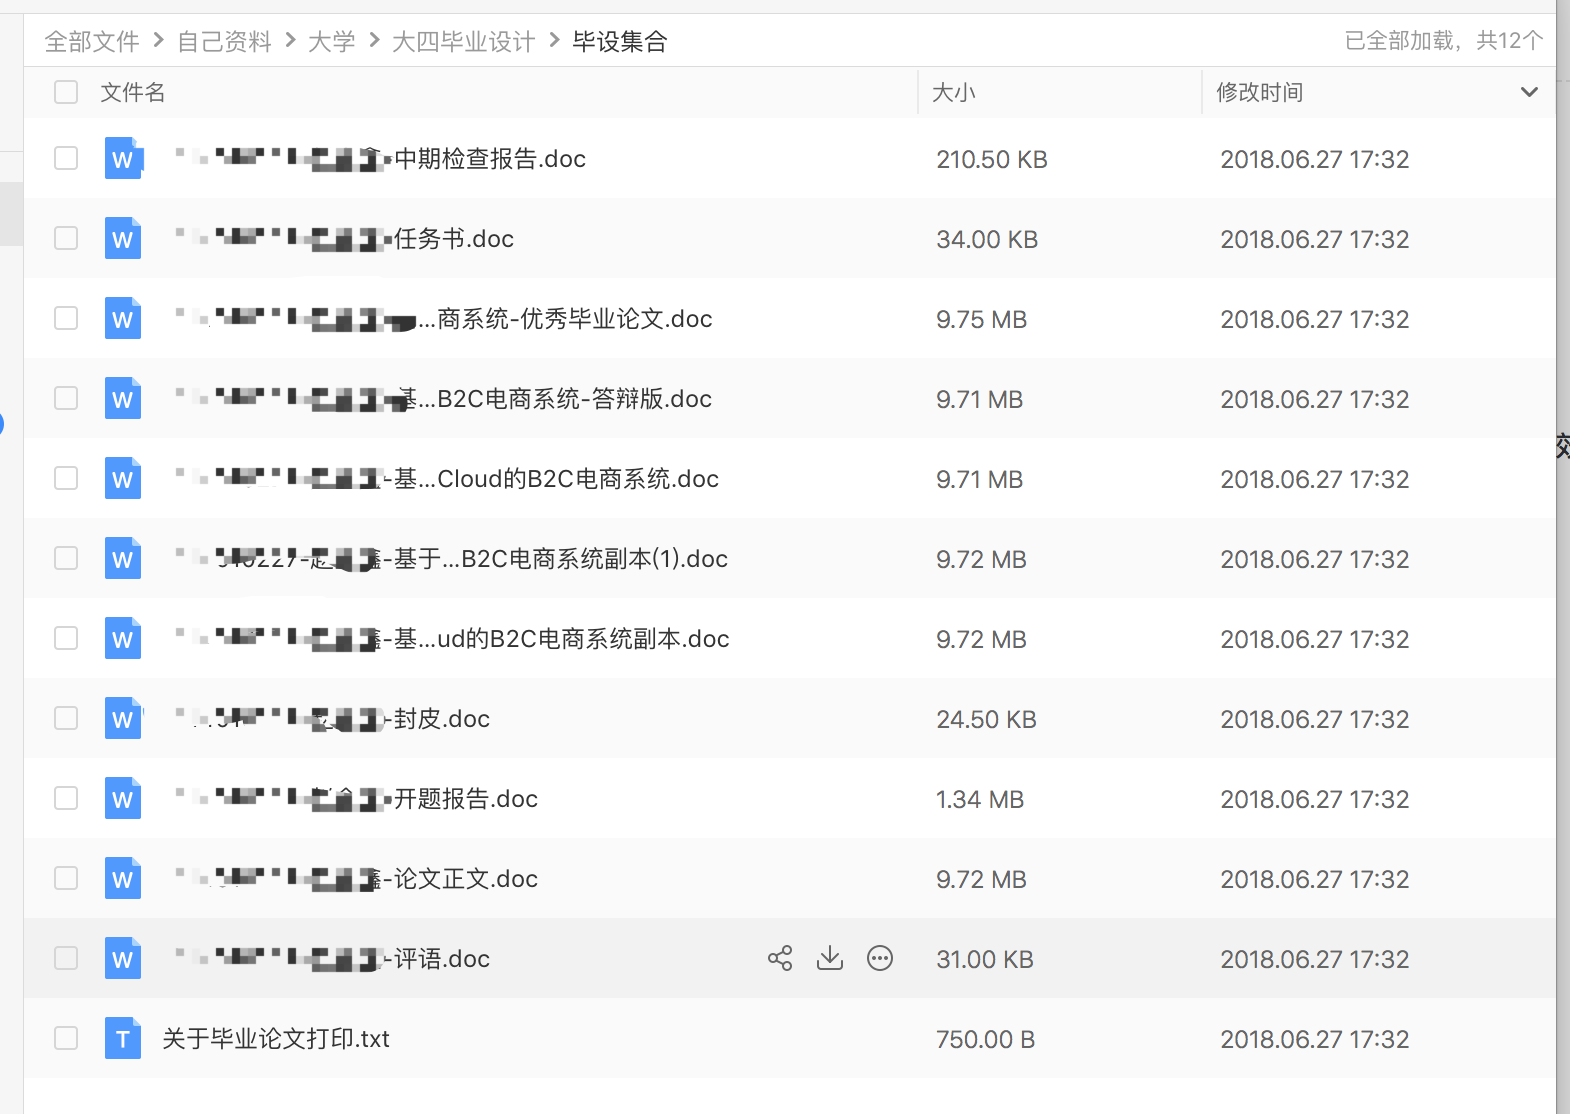 全部文件 > 自己资料 > 大学 > 大四毕业设计 > 毕设集合 已全部加载，共12个
文件名 大小 修改时间
W -中期检查报告.doc 210.50 KB 2018.06.27 17:32
W -任务书.doc 34.00 KB 2018.06.27 17:32
W ...商系统-优秀毕业论文.doc 9.75 MB 2018.06.27 17:32
W 基...B2C电商系统-答辩版.doc 9.71 MB 2018.06.27 17:32
W -基...Cloud的B2C电商系统.doc 9.71 MB 2018.06.27 17:32
W -基于...B2C电商系统副本(1).doc 9.72 MB 2018.06.27 17:32
W -基...ud的B2C电商系统副本.doc 9.72 MB 2018.06.27 17:32
W -封皮.doc 24.50 KB 2018.06.27 17:32
W -开题报告.doc 1.34 MB 2018.06.27 17:32
W -论文正文.doc 9.72 MB 2018.06.27 17:32
W -评语.doc 31.00 KB 2018.06.27 17:32
T 关于毕业论文打印.txt 750.00 B 2018.06.27 17:32